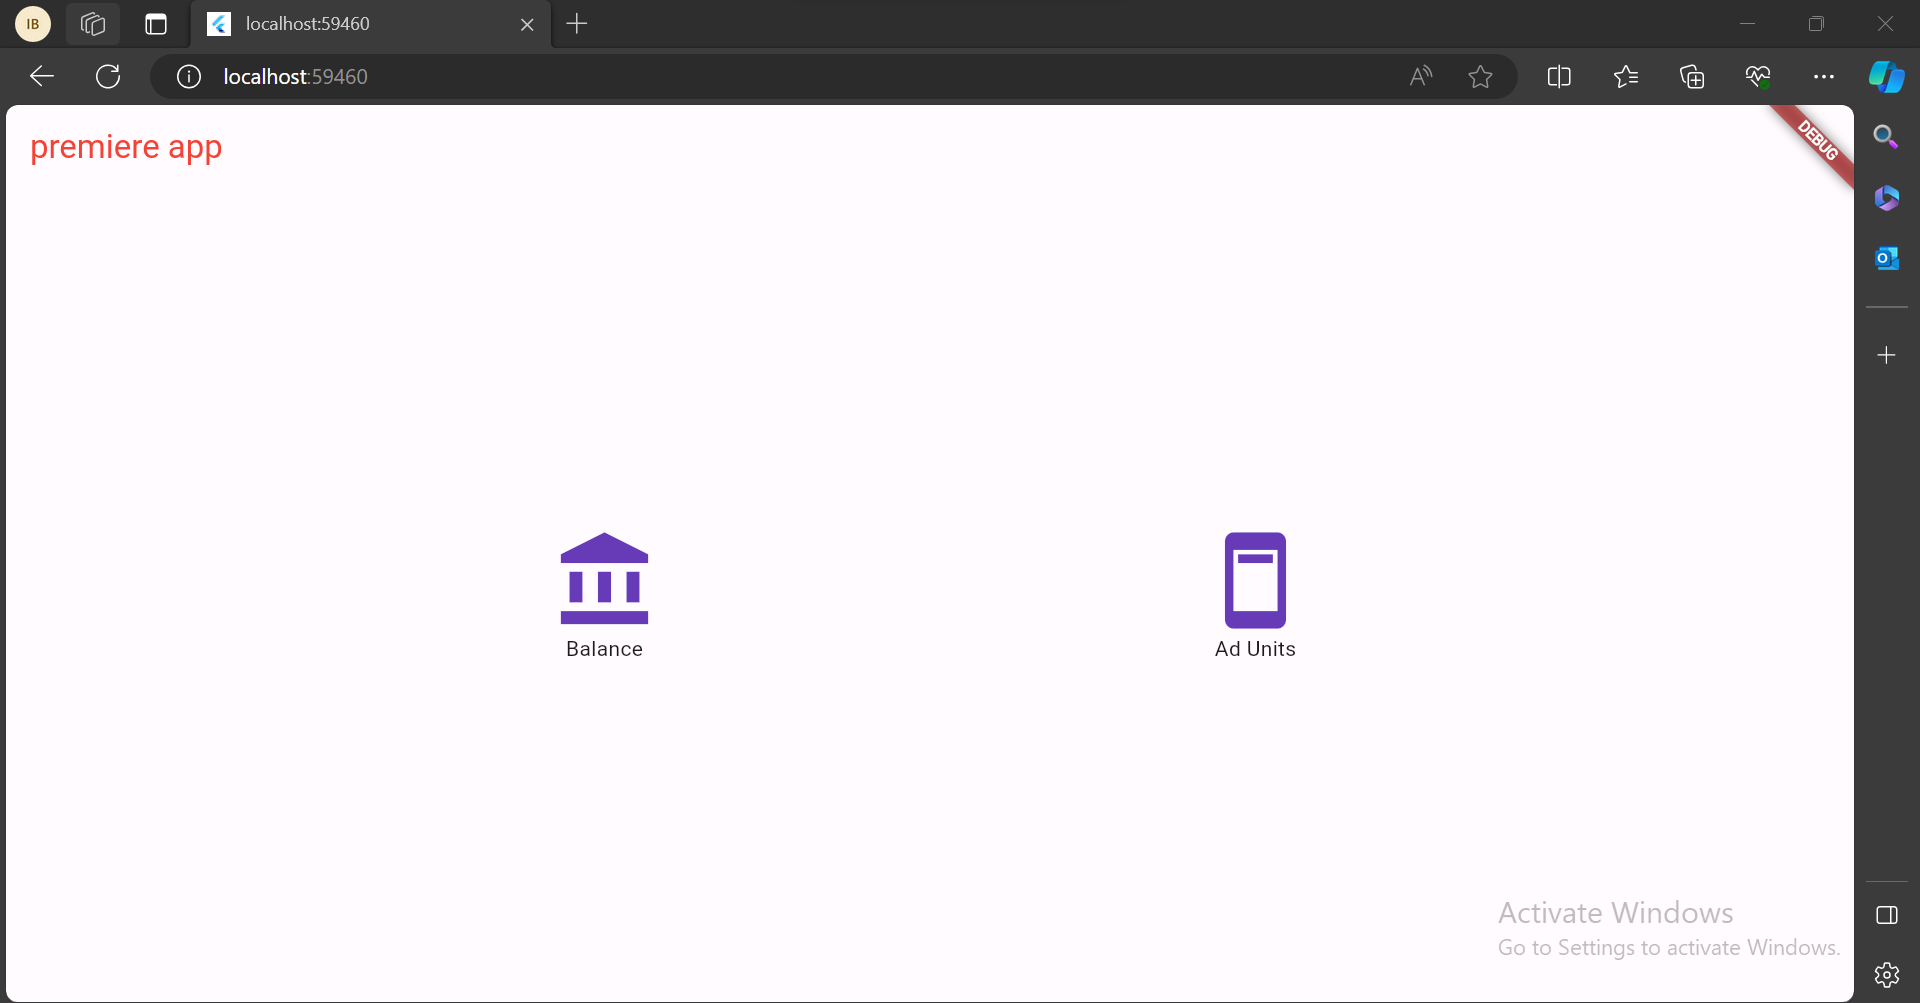 IB
localhost:59460
localhost:59460
premiere app
DEBUG
Balance
Ad Units
Activate Windows
Go to Settings to activate Windows.